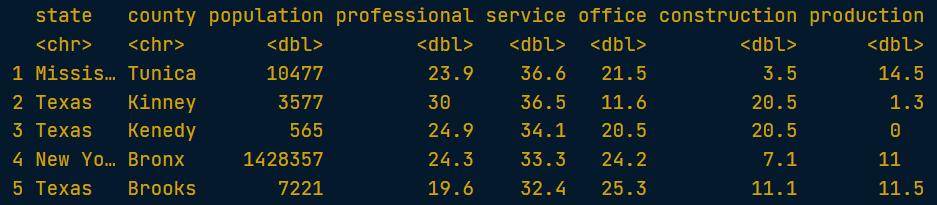 state county population professional service office construction production
<chr> <chr> <dbl> <dbl> <dbl> <dbl> <dbl> <dbl>
1 Missis… Tunica 10477 23.9 36.6 21.5 3.5 14.5
2 Texas Kinney 3577 30 36.5 11.6 20.5 1.3
3 Texas Kenedy 565 24.9 34.1 20.5 20.5 0
4 New Yo… Bronx 1428357 24.3 33.3 24.2 7.1 11
5 Texas Brooks 7221 19.6 32.4 25.3 11.1 11.5